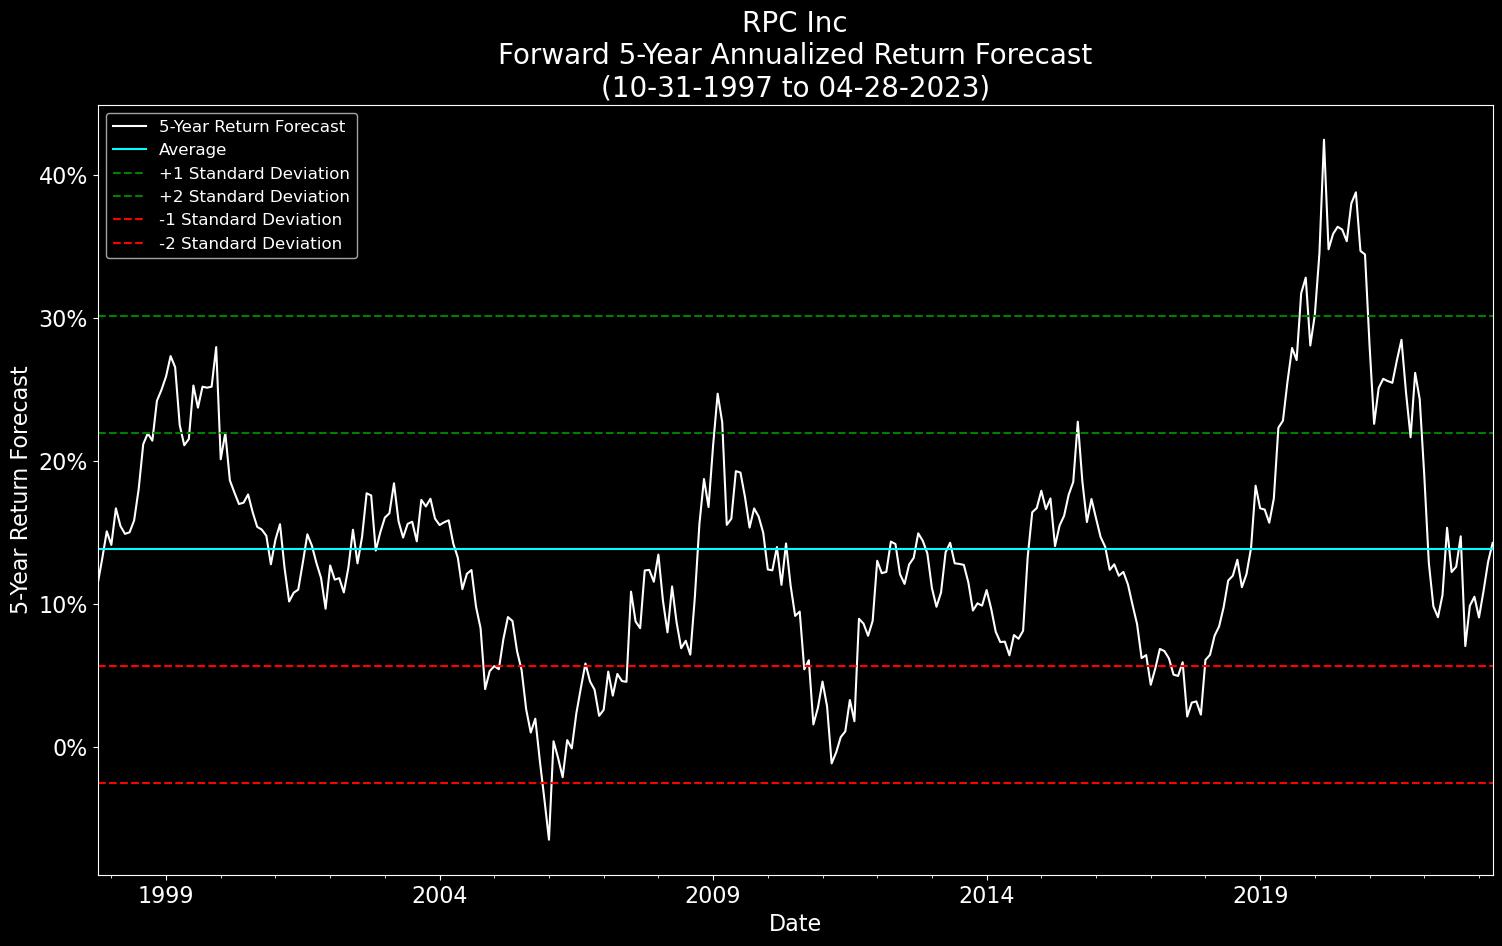 RPC Inc
Forward 5-Year Annualized Return Forecast
(10-31-1997 to 04-28-2023)
5-Year Return Forecast
Average
+1 Standard Deviation
+2 Standard Deviation
-1 Standard Deviation
-2 Standard Deviation
5-Year Return Forecast
40%
30%
20%
10%
0%
1999
2004
2009
2014
2019
Date